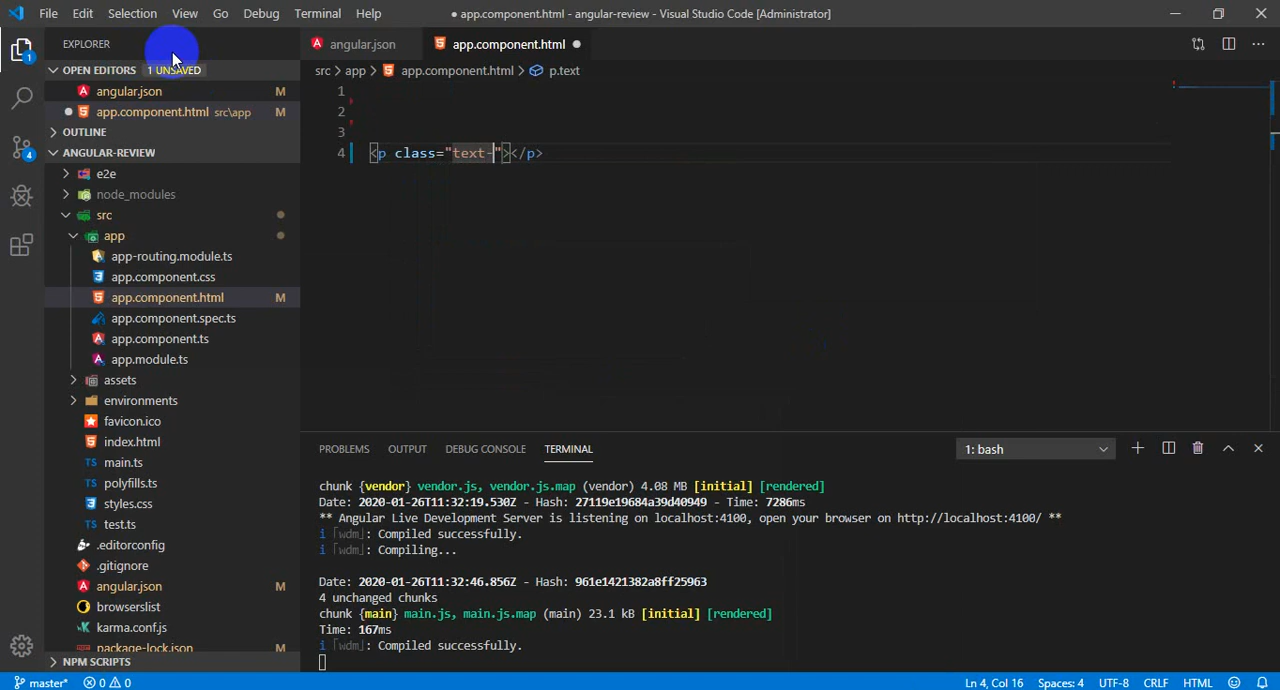 File Edit Selection View Go Debug Terminal Help
● app.component.html - angular-review - Visual Studio Code [Administrator]
EXPLORER
angular.json
app.component.html
1
OPEN EDITORS 1 UNSAVED
src > app > app.component.html > p.text
angular.json M
app.component.html src\app M
OUTLINE
ANGULAR-REVIEW
4
e2e
node_modules
src
app
app-routing.module.ts
app.component.css
app.component.html M
app.component.spec.ts
app.component.ts
app.module.ts
assets
environments
favicon.ico
index.html
main.ts
polyfills.ts
styles.css
test.ts
.editorconfig
.gitignore
angular.json M
browserslist
karma.conf.js
package-lock.json M
NPM SCRIPTS
1
2
3
4 <p class="text-"></p>
PROBLEMS OUTPUT DEBUG CONSOLE TERMINAL
1: bash
chunk {vendor} vendor.js, vendor.js.map (vendor) 4.08 MB [initial] [rendered]
Date: 2020-01-26T11:32:19.530Z - Hash: 27119e19684a39d40949 - Time: 7286ms
** Angular Live Development Server is listening on localhost:4100, open your browser on http://localhost:4100/ **
i ｢wdm｣: Compiled successfully.
i ｢wdm｣: Compiling...
Date: 2020-01-26T11:32:46.856Z - Hash: 961e1421382a8ff25963
4 unchanged chunks
chunk {main} main.js, main.js.map (main) 23.1 kB [initial] [rendered]
Time: 167ms
i ｢wdm｣: Compiled successfully.
master* 0 0
Ln 4, Col 16 Spaces: 4 UTF-8 CRLF HTML